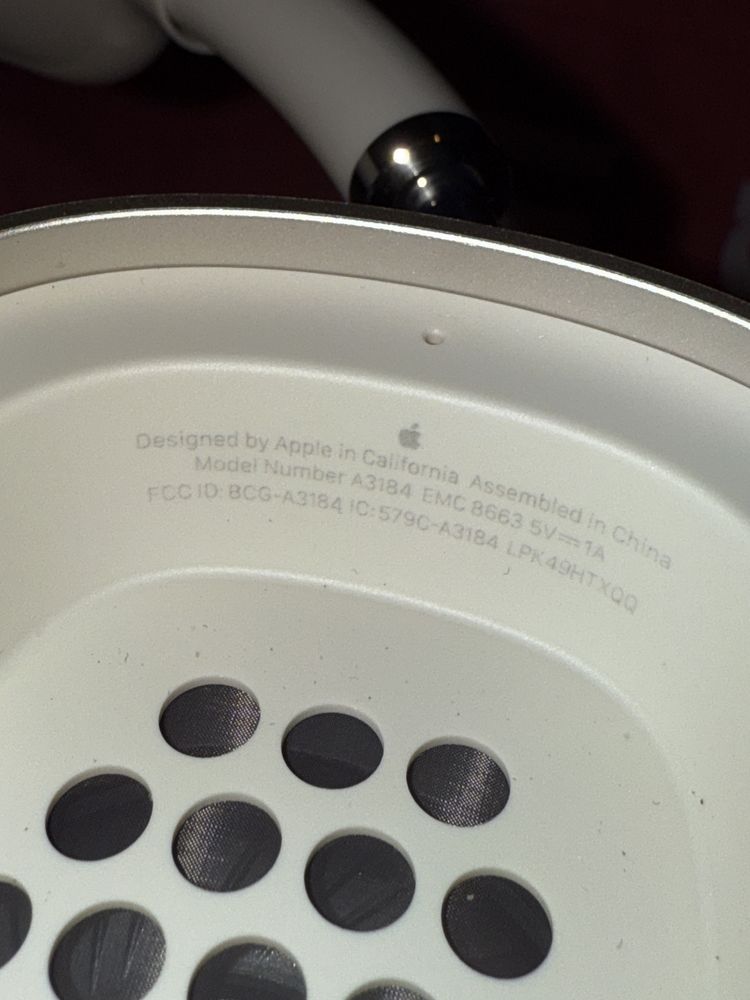 Designed by Apple in California Assembled in China
Model Number A3184 EMC 8663 5V⎓1A
FCC ID: BCG-A3184 IC: 579C-A3184 LPK49HTXQQ